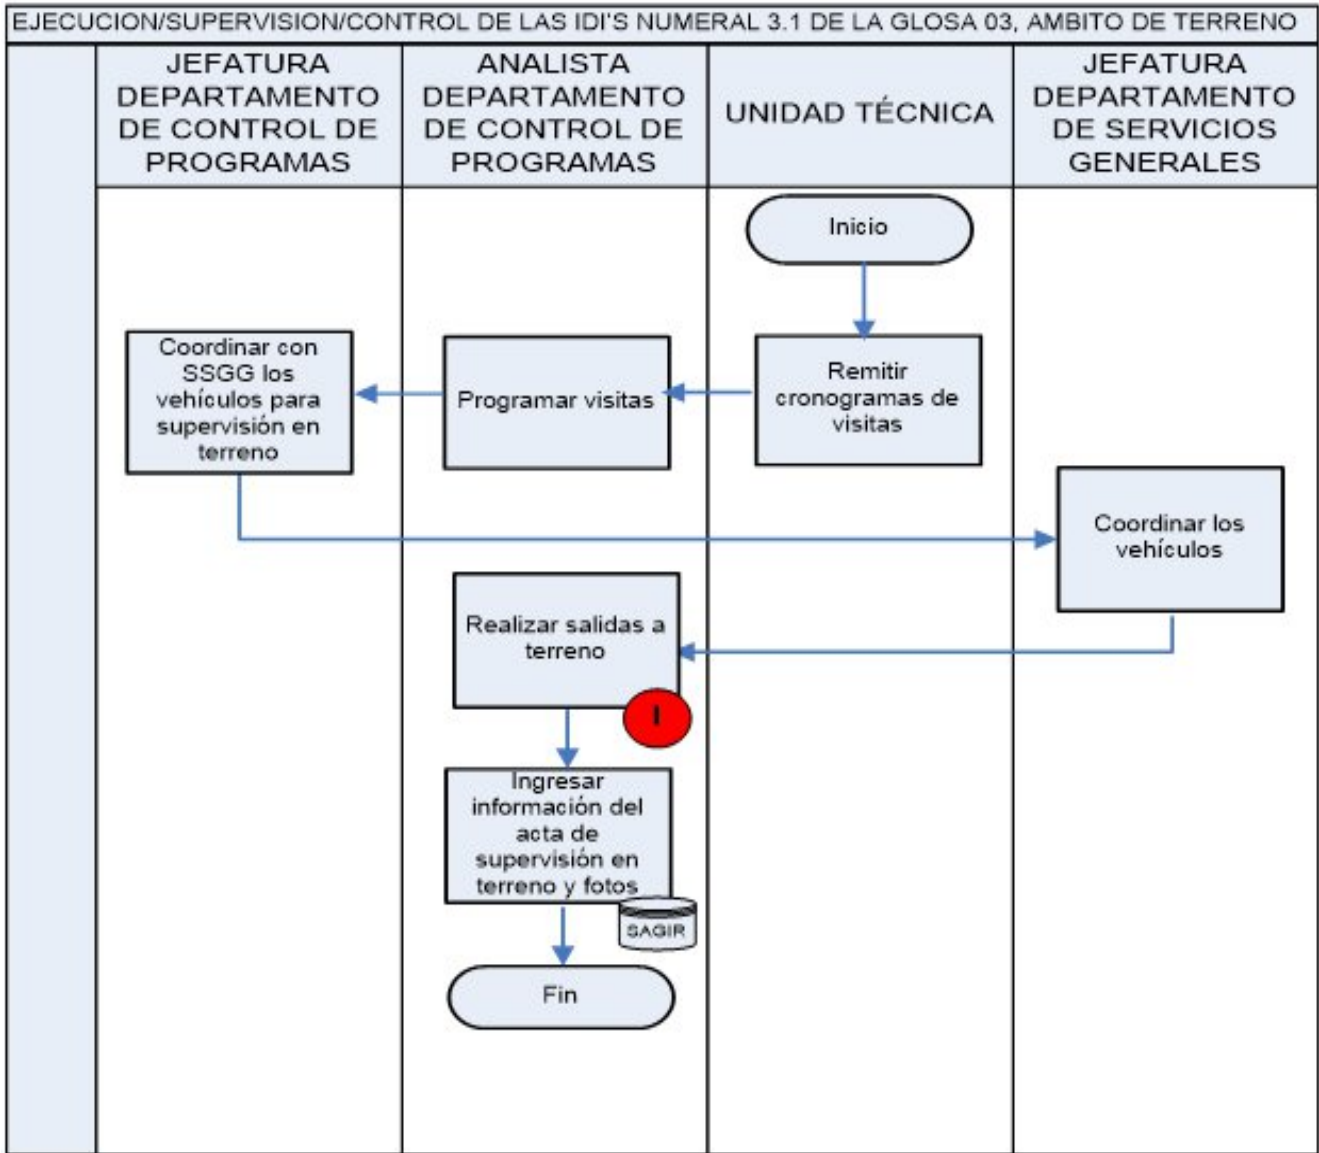 EJECUCION/SUPERVISION/CONTROL DE LAS IDI'S NUMERAL 3.1 DE LA GLOSA 03, AMBITO DE TERRENO
JEFATURA
DEPARTAMENTO
DE CONTROL DE
PROGRAMAS
ANALISTA
DEPARTAMENTO
DE CONTROL DE
PROGRAMAS
UNIDAD TÉCNICA
JEFATURA
DEPARTAMENTO
DE SERVICIOS
GENERALES
Inicio
Remitir
cronogramas de
visitas
Programar visitas
Coordinar con
SSGG los
vehículos para
supervisión en
terreno
Coordinar los
vehículos
Realizar salidas a
terreno
I
Ingresar
información del
acta de
supervisión en
terreno y fotos
SAGIR
Fin